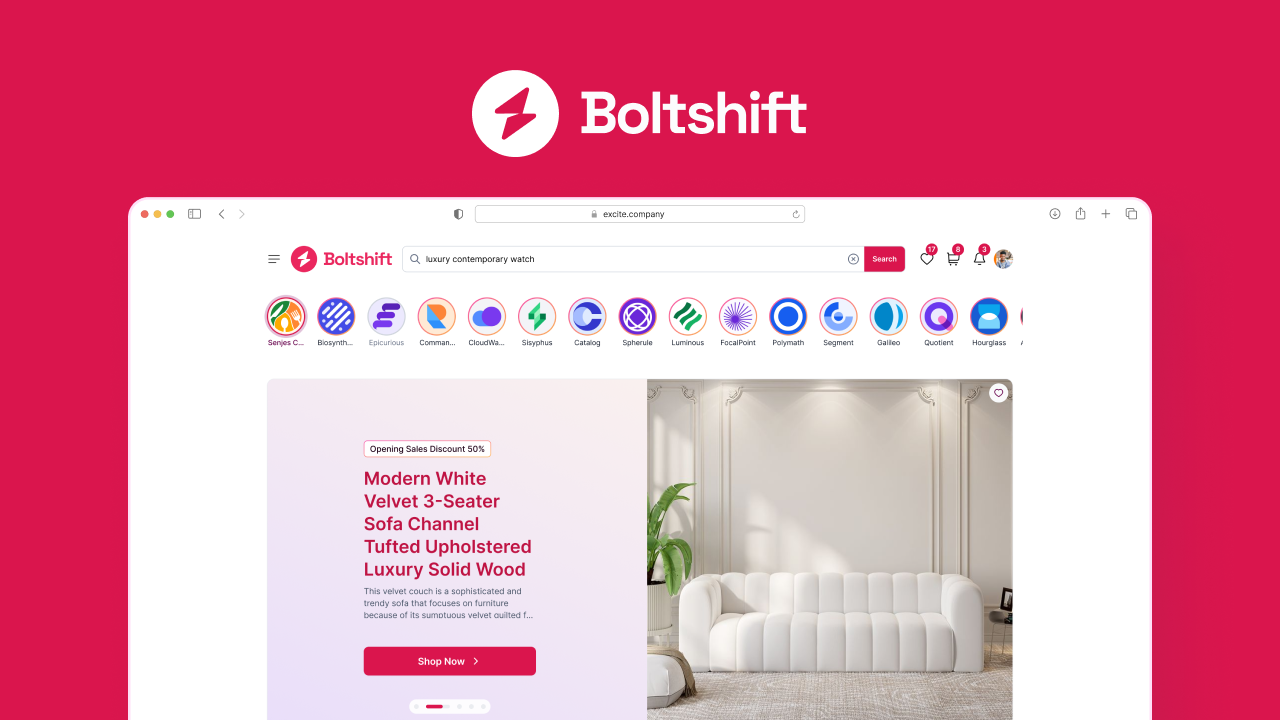 Boltshift
excite.company
Boltshift
luxury contemporary watch
Search
17
8
3
Senjes C...
Biosynth...
Epicurious
Comman...
CloudWa...
Sisyphus
Catalog
Spherule
Luminous
FocalPoint
Polymath
Segment
Galileo
Quotient
Hourglass
Opening Sales Discount 50%
Modern White
Velvet 3-Seater
Sofa Channel
Tufted Upholstered
Luxury Solid Wood
This velvet couch is a sophisticated and
trendy sofa that focuses on furniture
because of its sumptuous velvet quilted f...
Shop Now